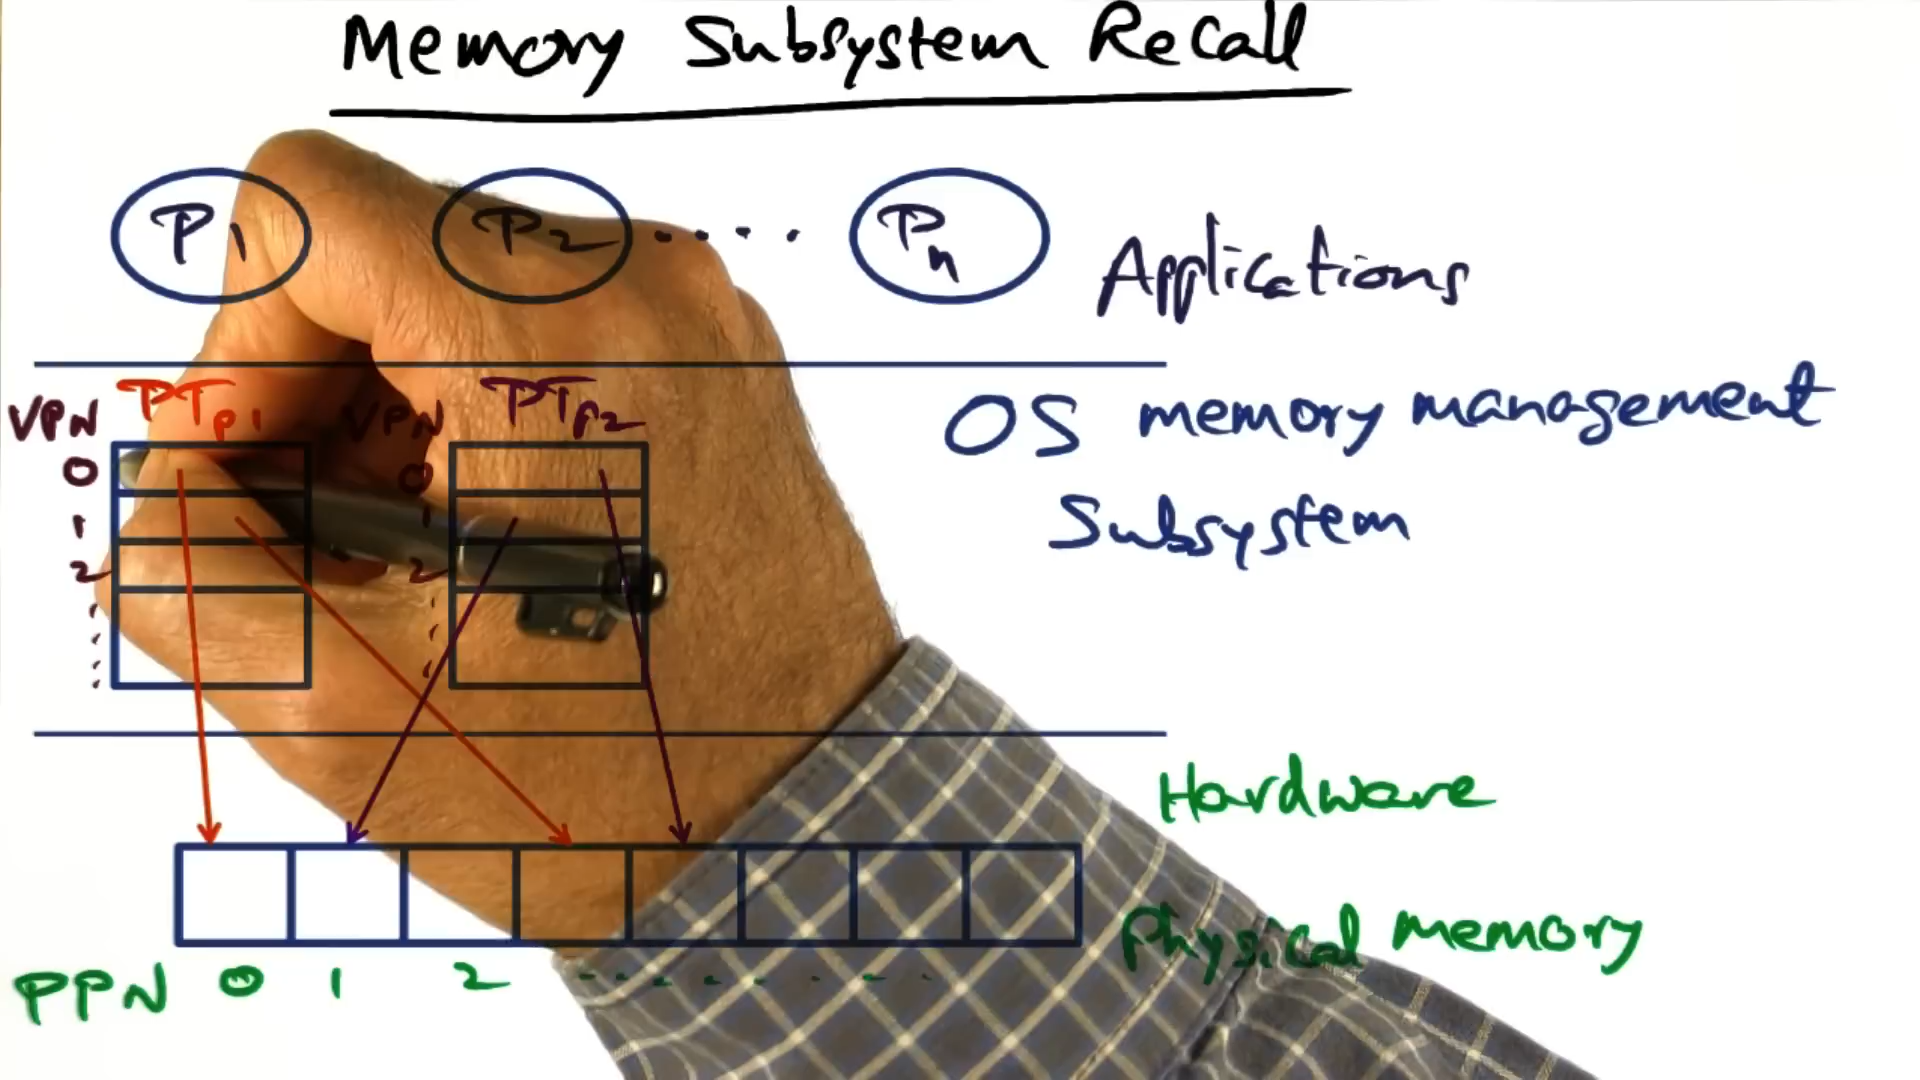 Memory Subsystem Recall
P1 P2 .... Pn Applications
VPN PTp1 VPN PTp2 OS memory management
0 0 Subsystem
1 1
2 2
Hardware
Physical memory
PPN 0 1 2